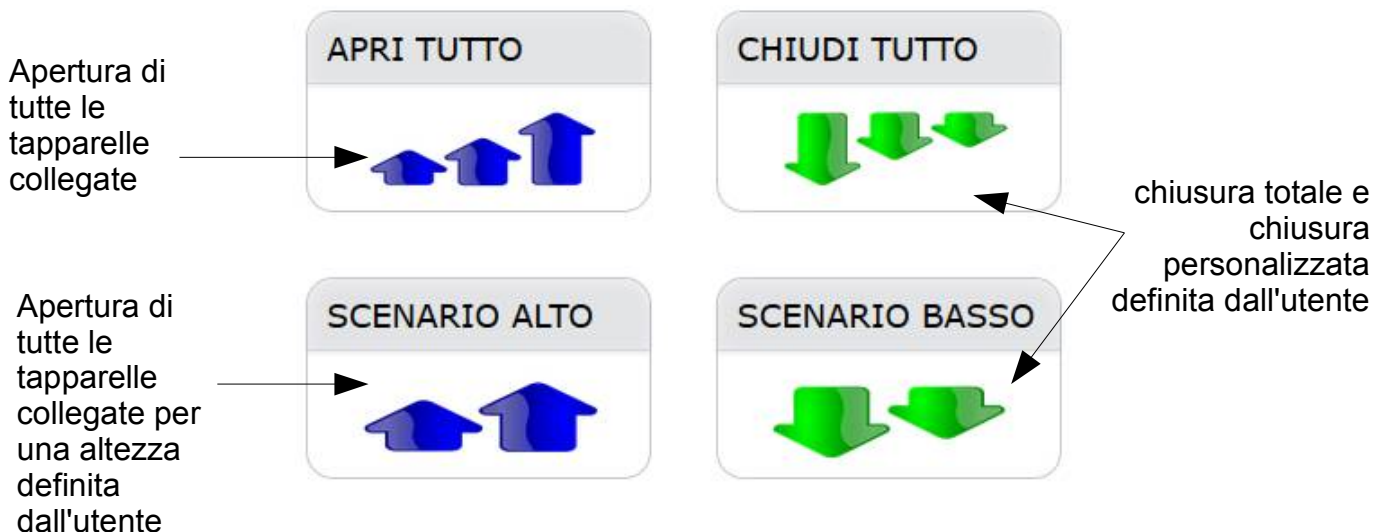 APRI TUTTO
CHIUDI TUTTO
Apertura di
tutte le
tapparelle
collegate
chiusura totale e
chiusura
personalizzata
definita dall'utente
SCENARIO ALTO
SCENARIO BASSO
Apertura di
tutte le
tapparelle
collegate per
una altezza
definita
dall'utente